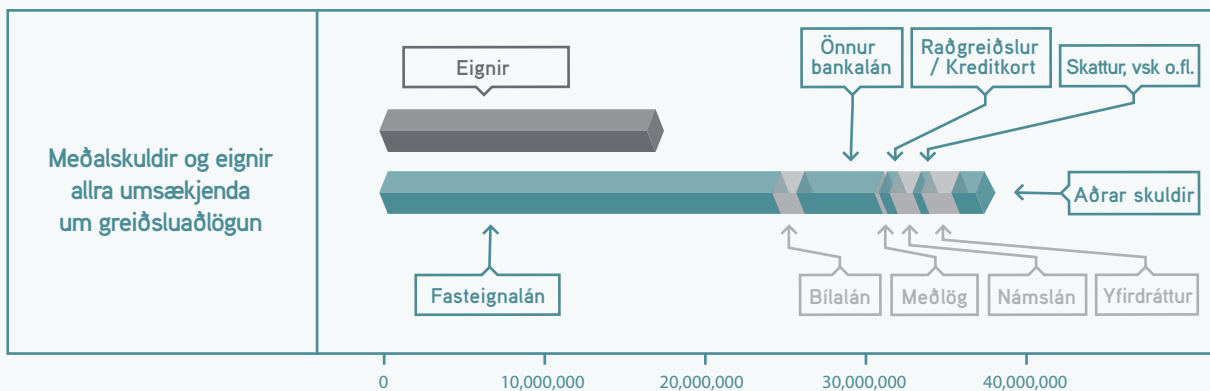 Meðalskuldir og eignir
allra umsækjenda
um greiðsluaðlögun
Eignir
Önnur
bankalán
Raðgreiðslur
/ Kreditkort
Skattur, vsk o.fl.
Aðrar skuldir
Fasteignalán
Bílalán
Meðlög
Námslán
Yfirdráttur
0
10,000,000
20,000,000
30,000,000
40,000,000